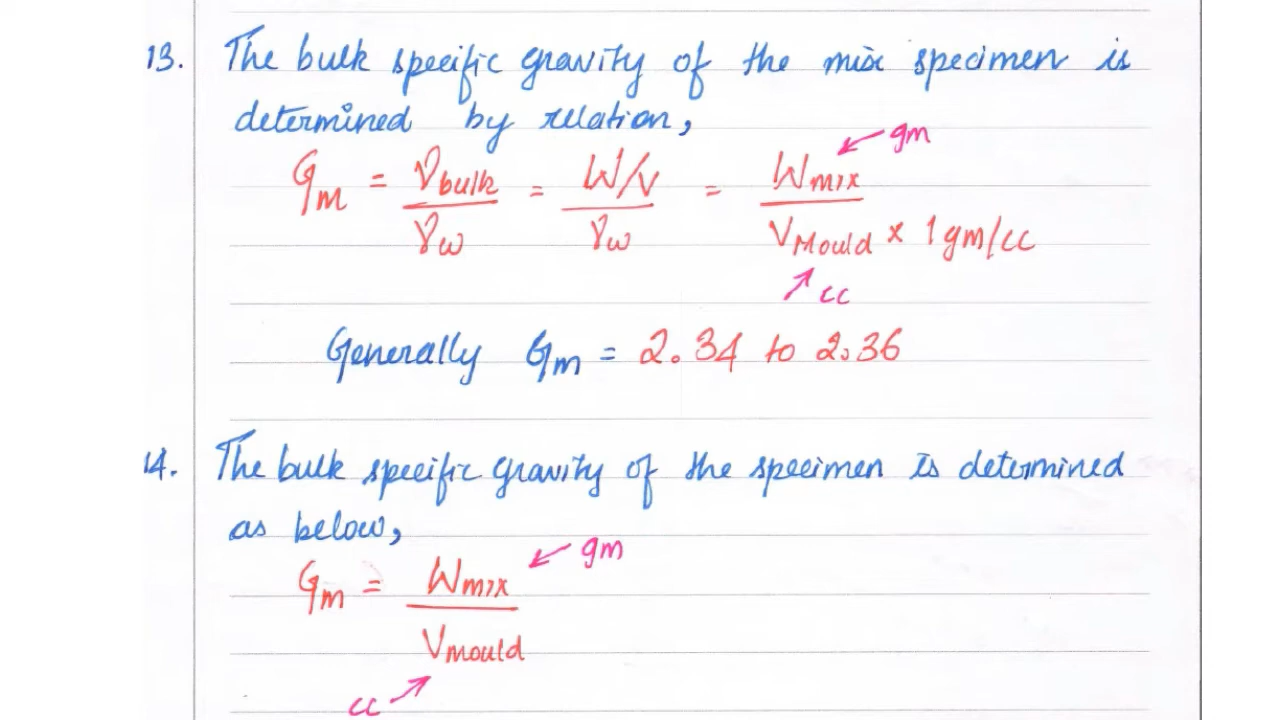 13. The bulk specific gravity of the mix specimen is
determined by relation,
Gm = γbulk / γw = W/V / γw = Wmix / VMould × 1 gm/cc
gm
cc
Generally Gm = 2.34 to 2.36
14. The bulk specific gravity of the specimen is determined
as below,
Gm = Wmix / Vmould
gm
cc